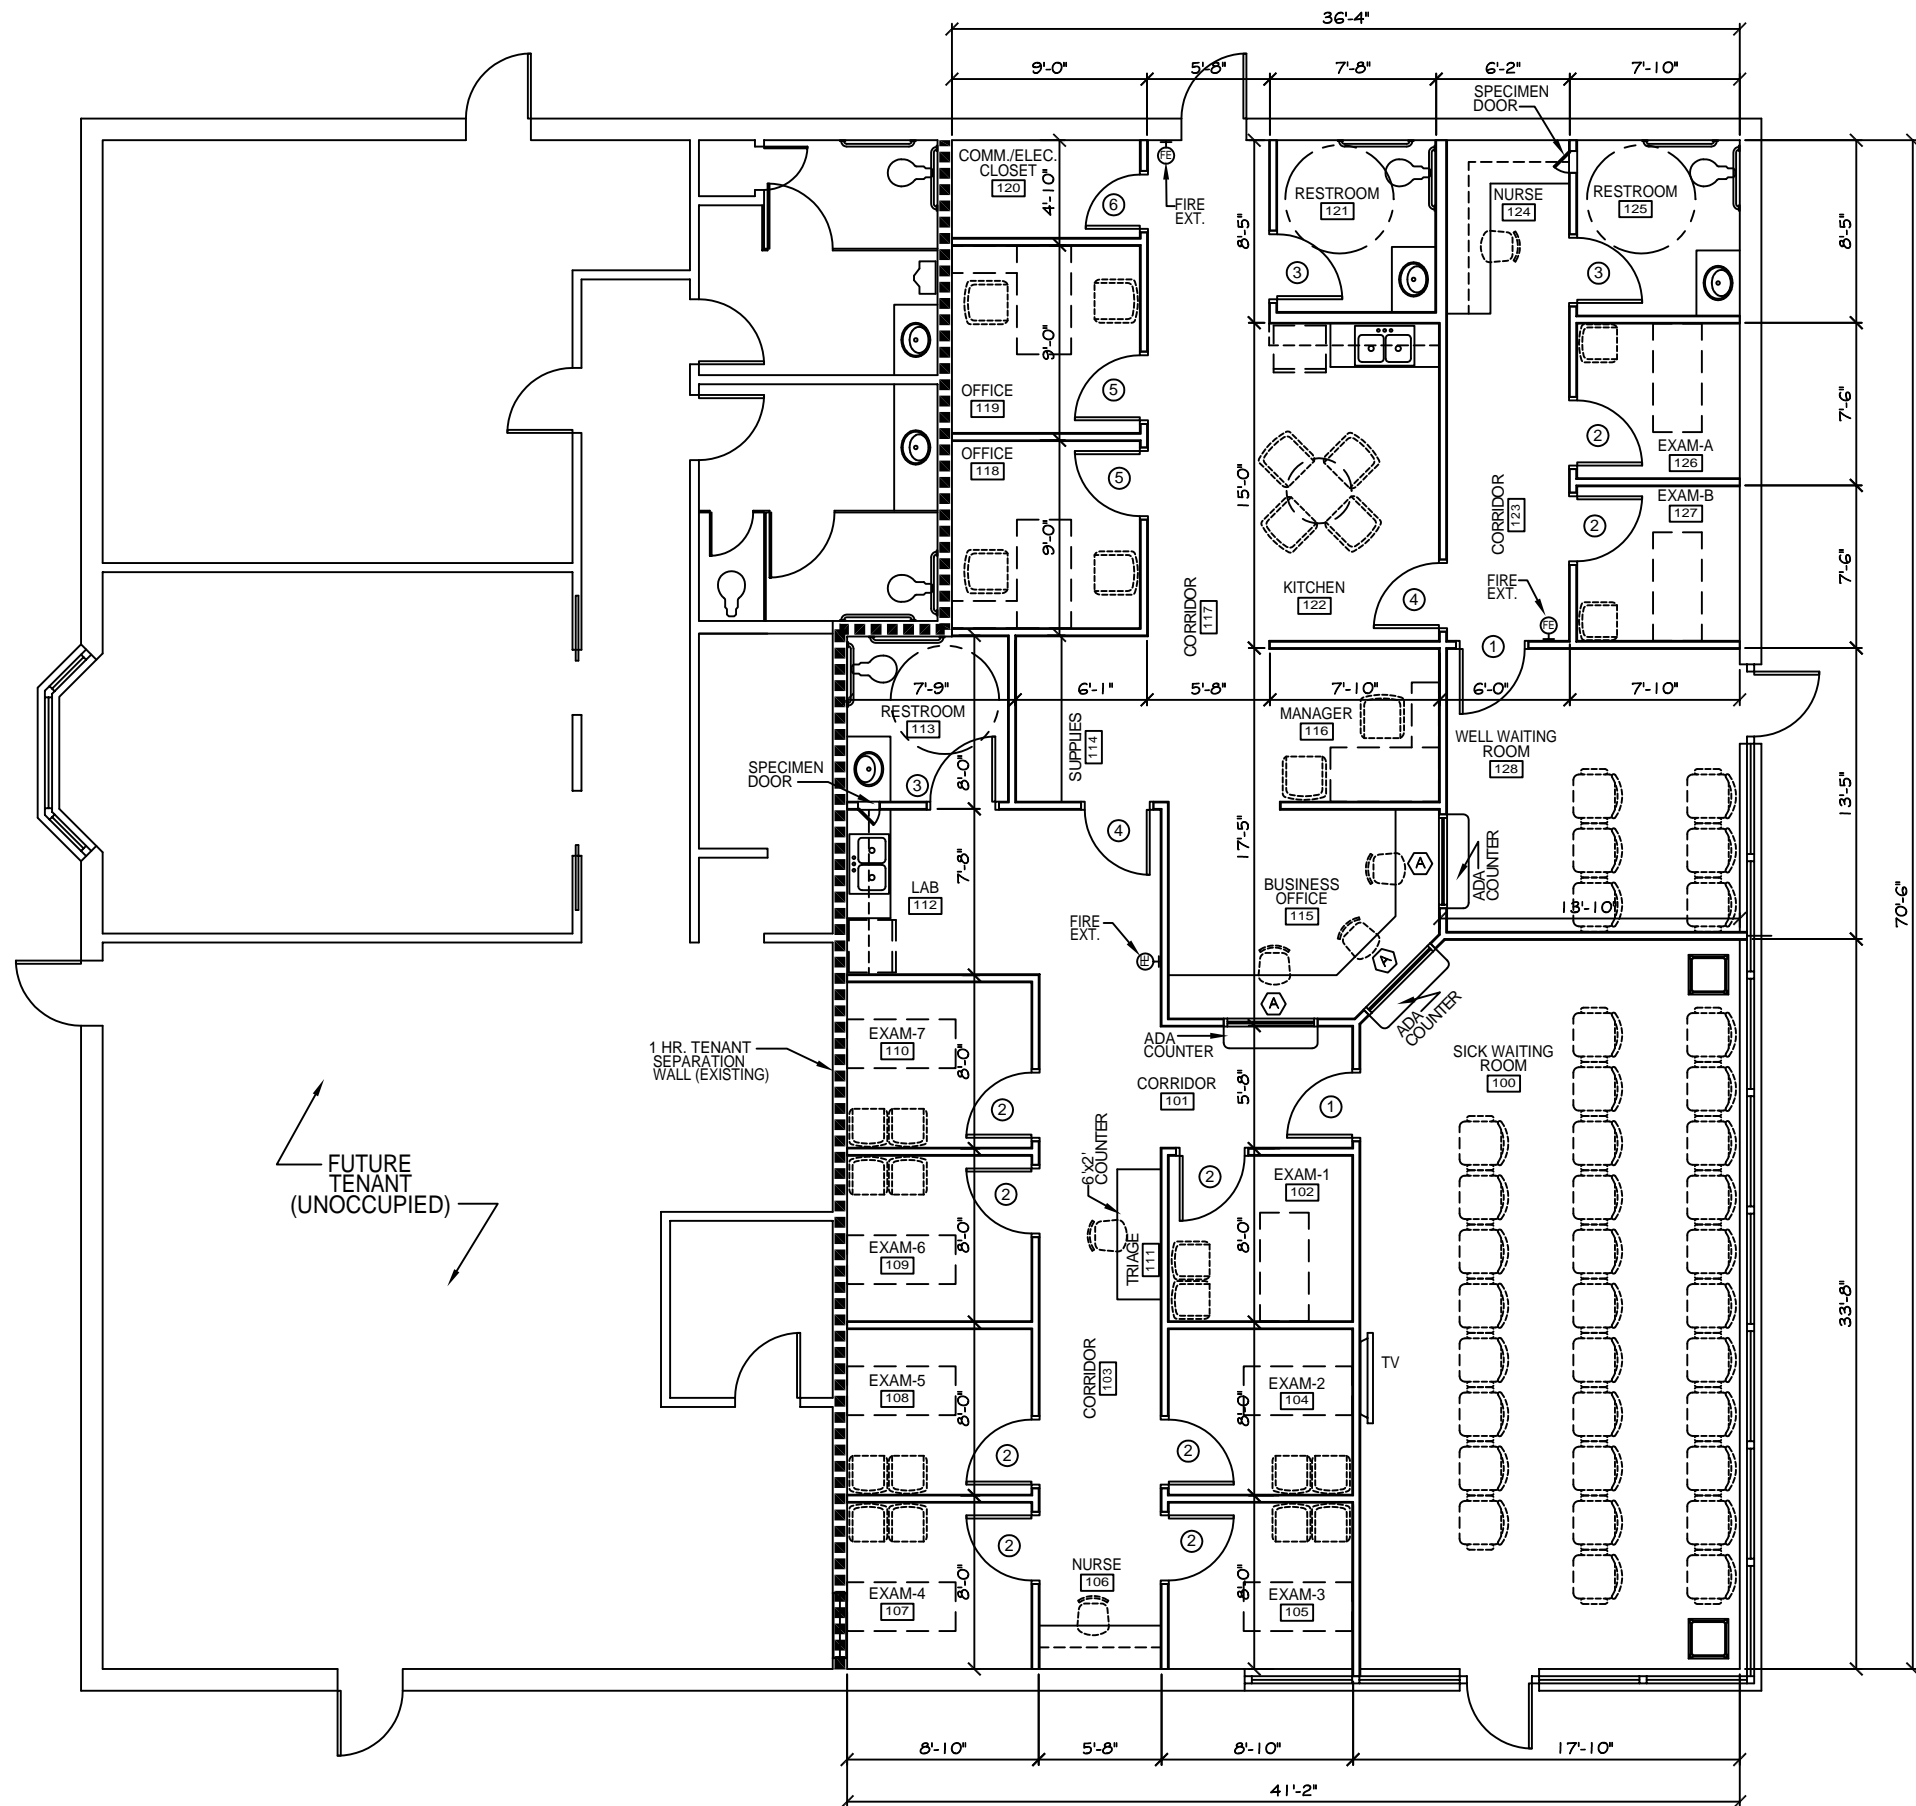 36'-4"
9'-0"
5'-8"
7'-8"
6'-2"
7'-10"
SPECIMEN
DOOR
COMM./ELEC.
CLOSET
120
4'-10"
6
FE
FIRE
EXT.
8'-5"
RESTROOM
121
3
NURSE
124
RESTROOM
125
3
8'-5"
9'-0"
OFFICE
119
5
OFFICE
118
5
9'-0"
15'-0"
CORRIDOR
117
KITCHEN
122
4
CORRIDOR
123
2
EXAM-A
126
7'-6"
EXAM-B
127
2
7'-6"
FIRE
EXT.
FE
1
7'-9"
6'-1"
5'-8"
7'-10"
6'-0"
7'-10"
RESTROOM
113
3
8'-0"
SPECIMEN
DOOR
SUPPLIES
114
MANAGER
116
WELL WAITING
ROOM
128
13'-5"
4
17'-5"
7'-8"
LAB
112
BUSINESS
OFFICE
115
A
A
A
ADA
COUNTER
13'-10"
70'-6"
FIRE
EXT.
FE
ADA
COUNTER
ADA
COUNTER
1 HR. TENANT
SEPARATION
WALL (EXISTING)
EXAM-7
110
8'-0"
2
CORRIDOR
101
5'-8"
1
SICK WAITING
ROOM
100
FUTURE
TENANT
(UNOCCUPIED)
6'x2'
COUNTER
TRIAGE
111
2
EXAM-1
102
8'-0"
2
EXAM-6
109
8'-0"
33'-8"
EXAM-5
108
8'-0"
2
CORRIDOR
103
2
EXAM-2
104
8'-0"
TV
2
EXAM-4
107
8'-0"
NURSE
106
2
EXAM-3
105
8'-0"
8'-10"
5'-8"
8'-10"
17'-10"
41'-2"